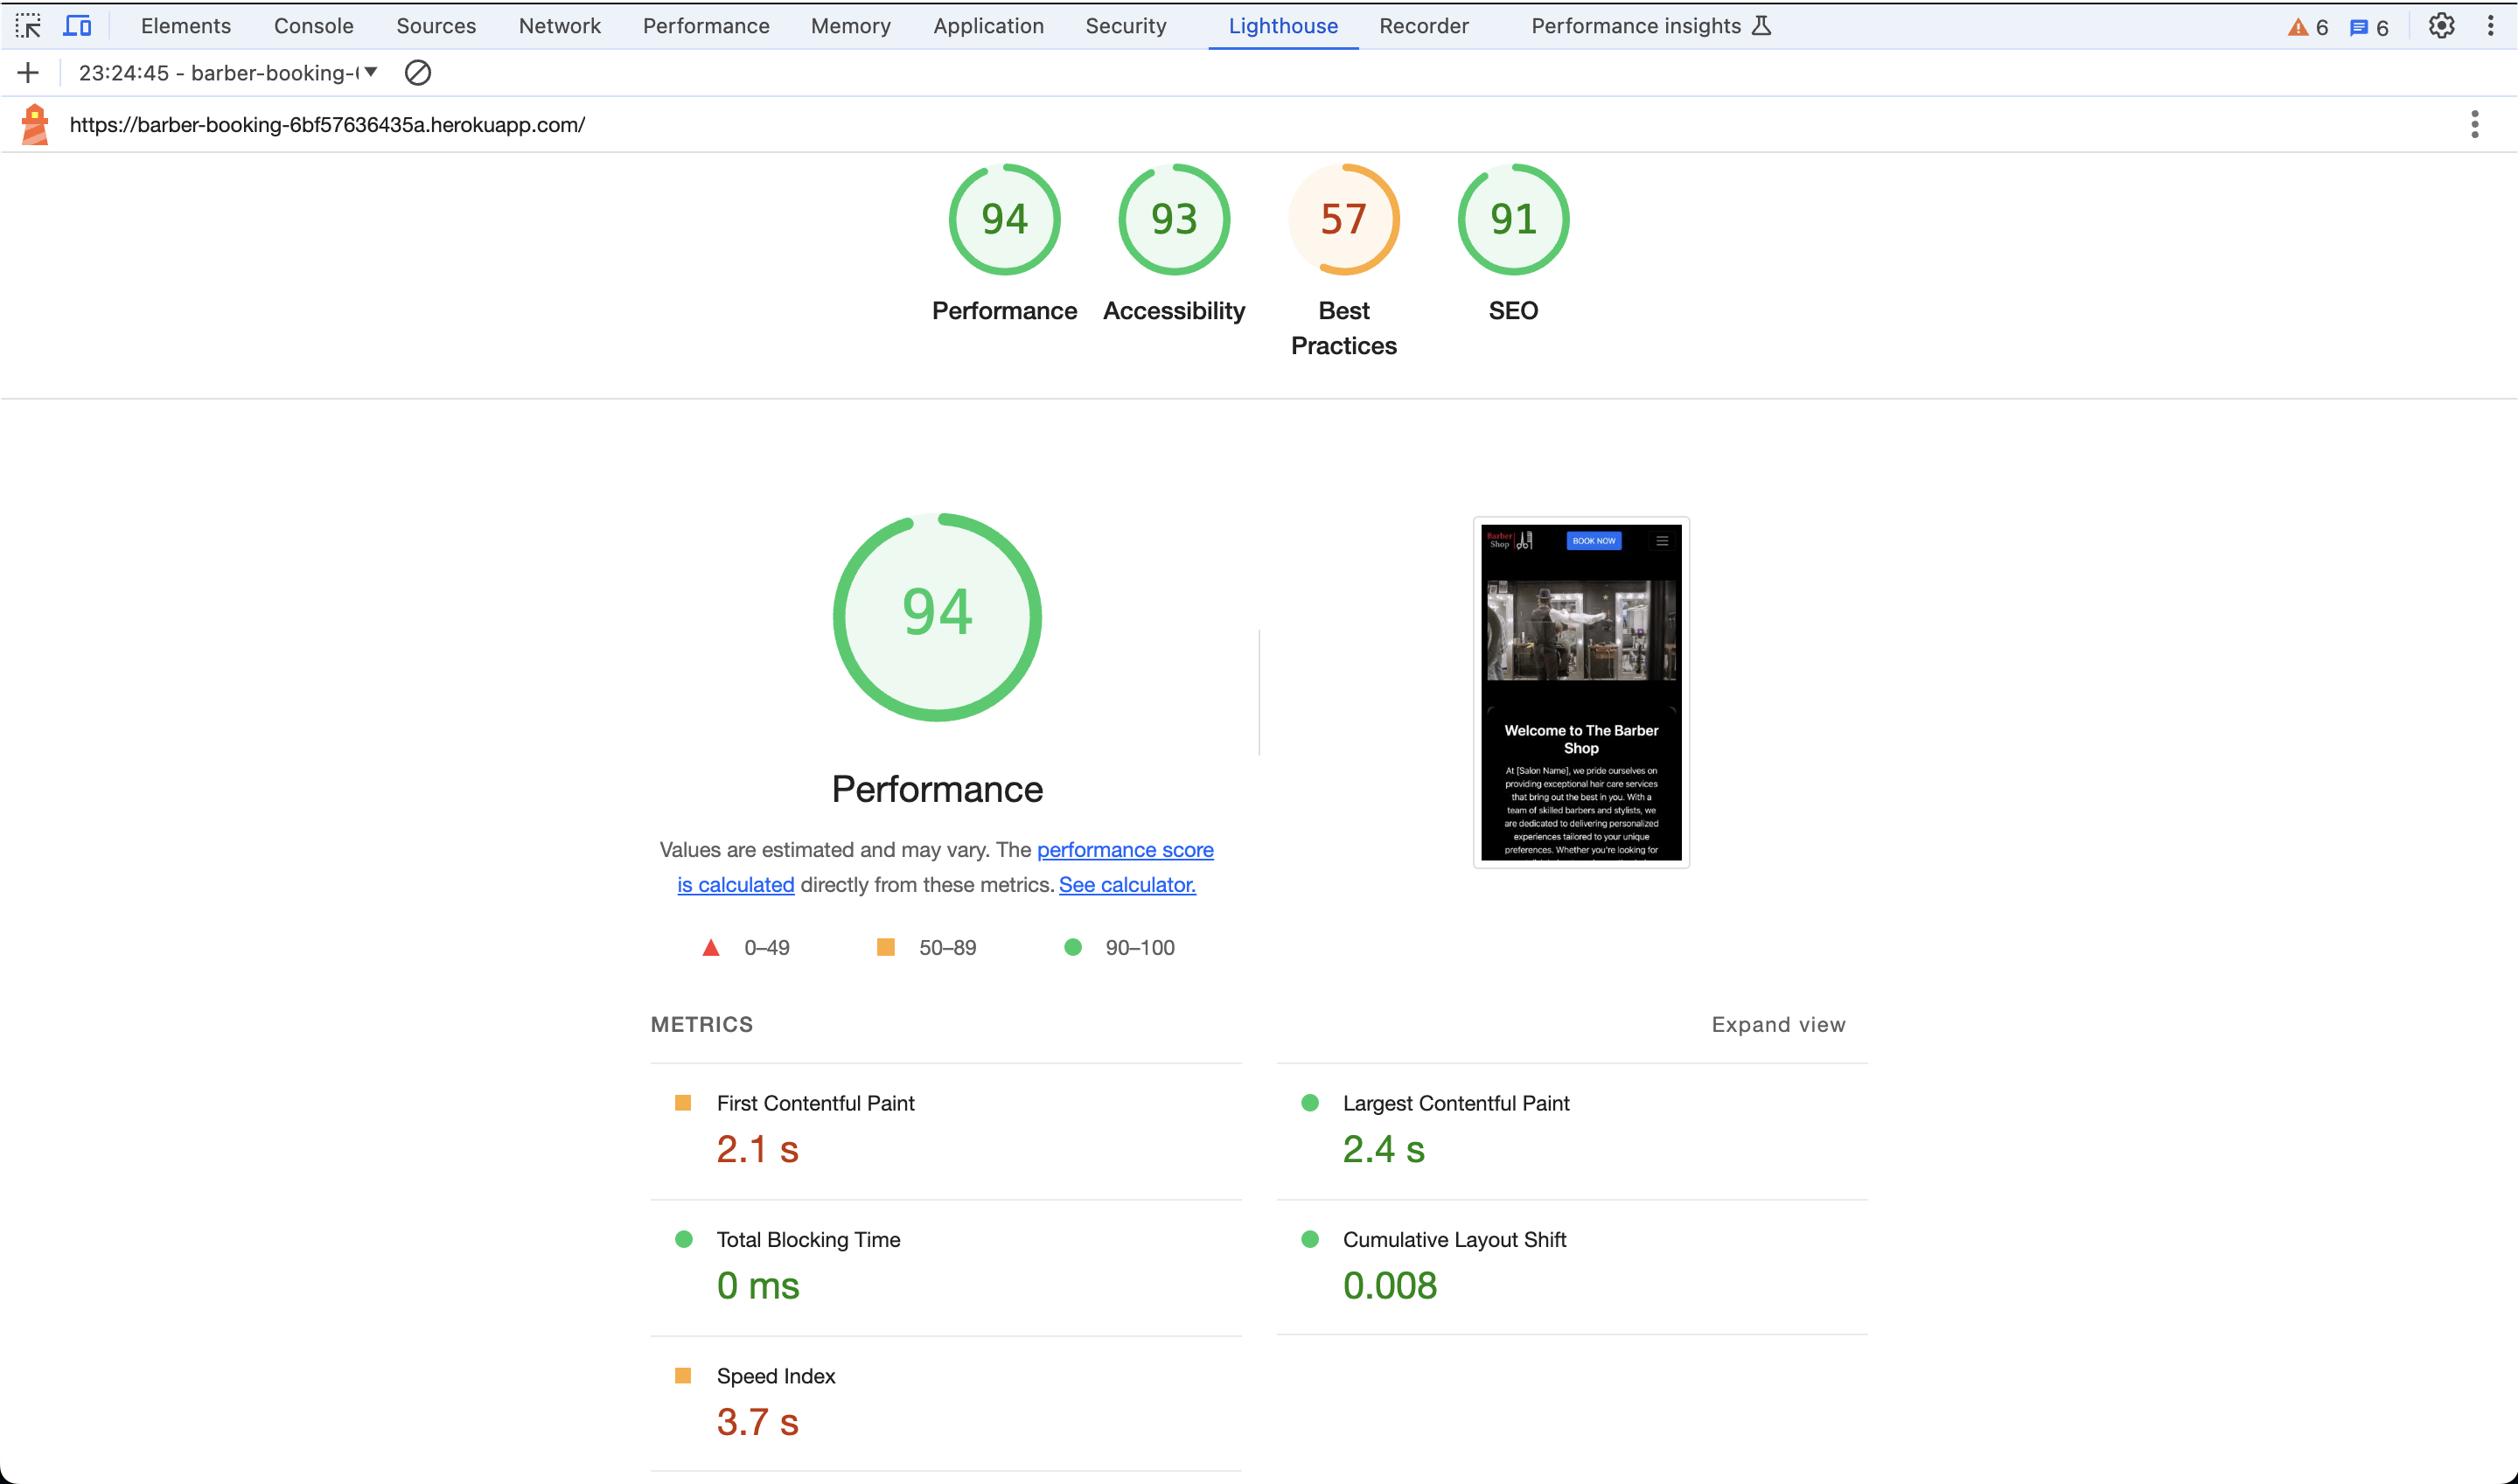 Elements Console Sources Network Performance Memory Application Security Lighthouse Recorder Performance insights 6 6
23:24:45 - barber-booking-
https://barber-booking-6bf57636435a.herokuapp.com/
94 93 57 91
Performance Accessibility Best Practices SEO
94
Performance
Values are estimated and may vary. The performance score
is calculated directly from these metrics. See calculator.
0–49 50–89 90–100
Barber
Shop
BOOK NOW
Welcome to The Barber
Shop
At [Salon Name], we pride ourselves on
providing exceptional hair care services
that bring out the best in you. With a
team of skilled barbers and stylists, we
are dedicated to delivering personalized
experiences tailored to your unique
preferences. Whether you're looking for
METRICS
Expand view
First Contentful Paint
2.1 s
Largest Contentful Paint
2.4 s
Total Blocking Time
0 ms
Cumulative Layout Shift
0.008
Speed Index
3.7 s